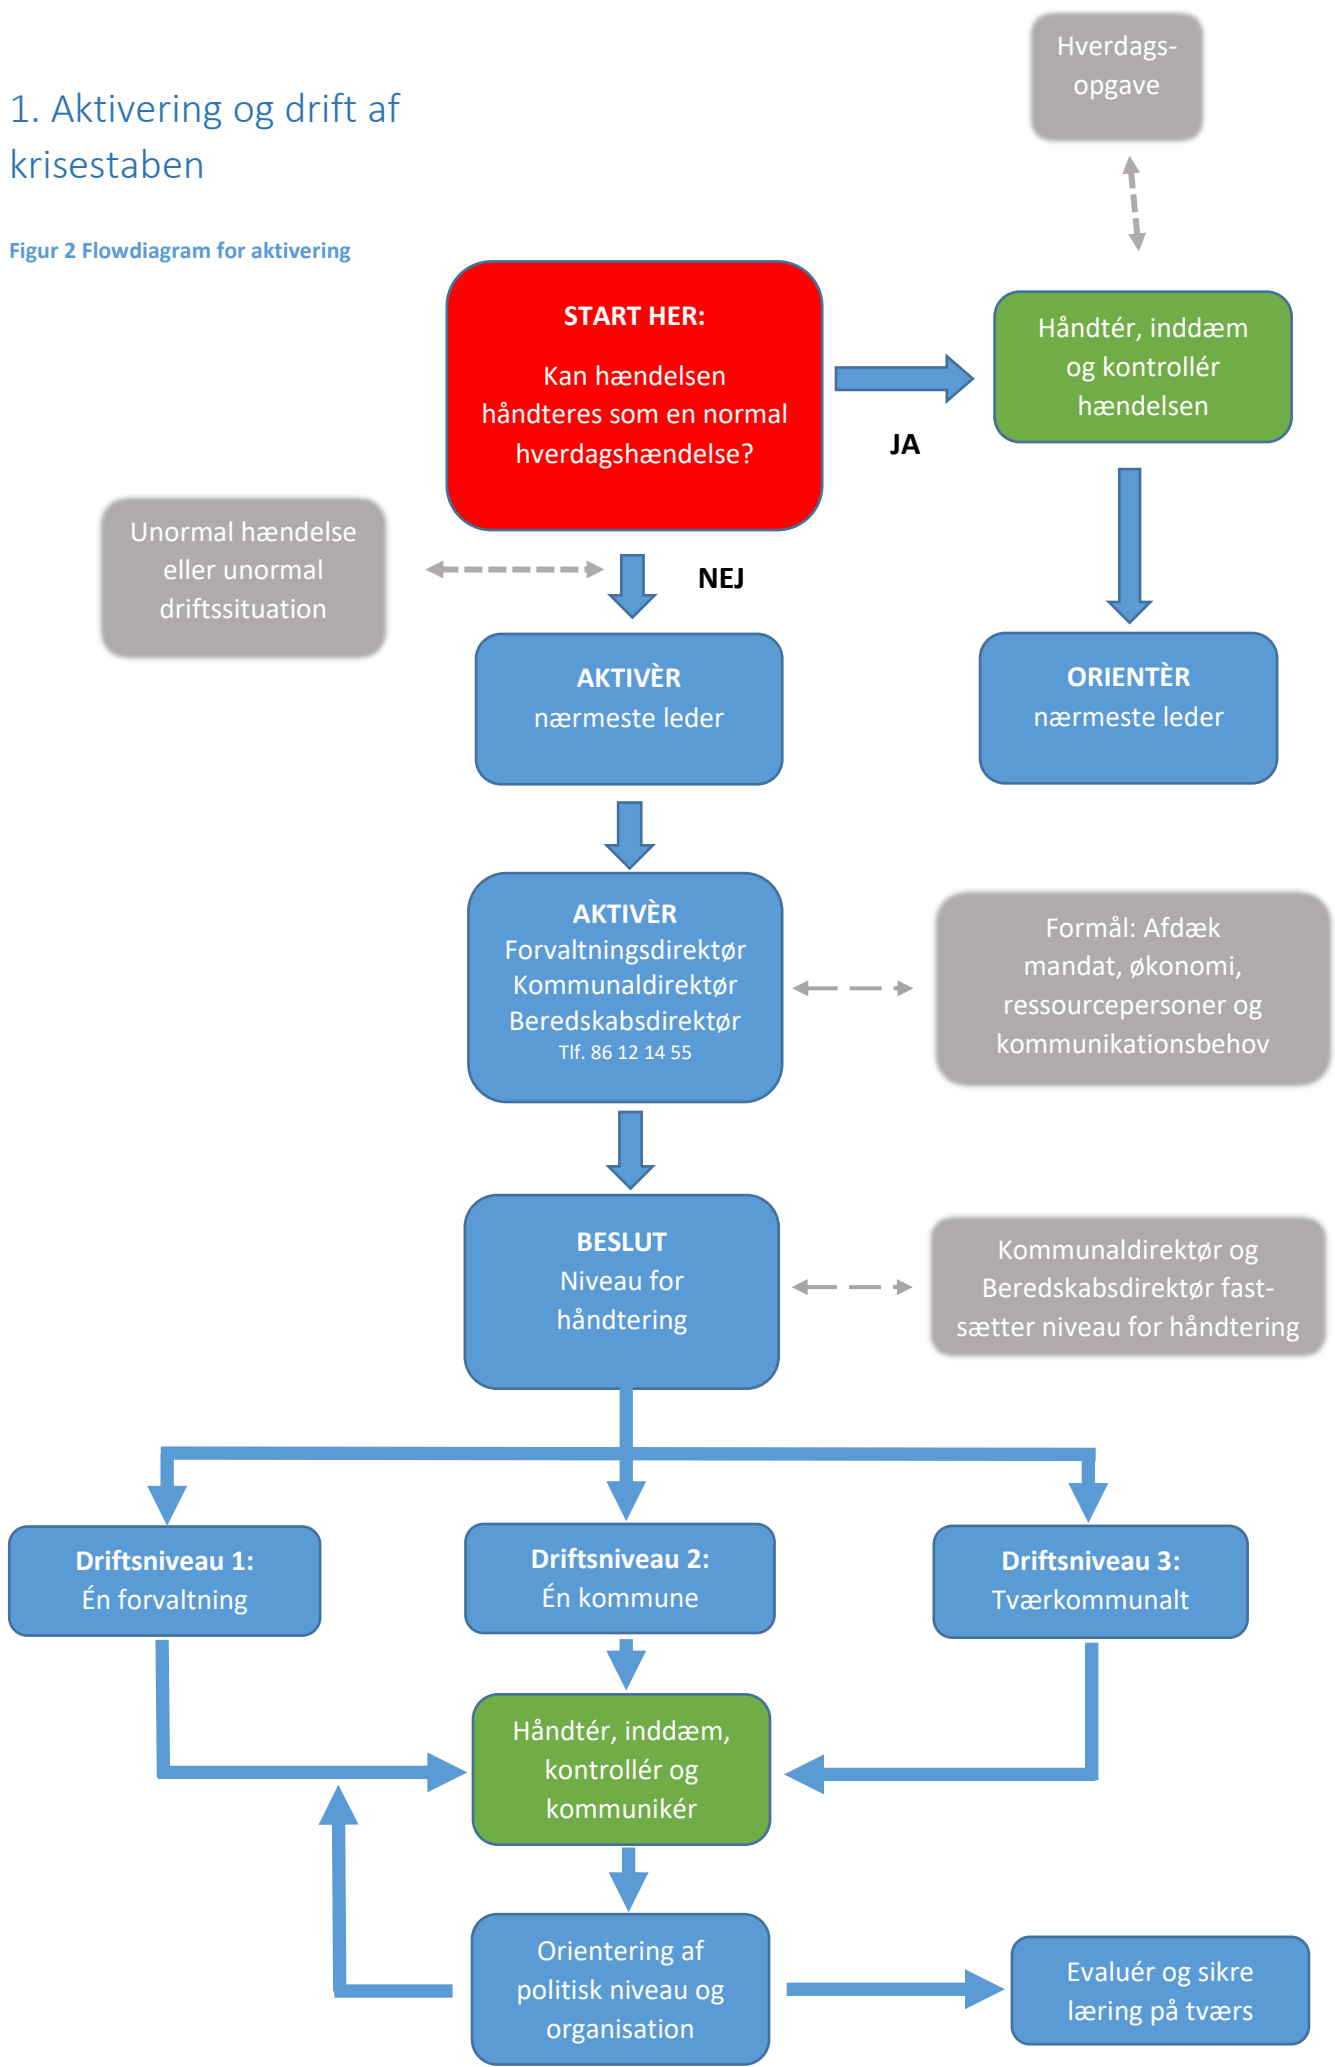 Hverdags-
opgave
1. Aktivering og drift af
krisestaben
Figur 2 Flowdiagram for aktivering
START HER:
Kan hændelsen
håndteres som en normal
hverdagshændelse?
JA
Håndtér, inddæm
og kontrollér
hændelsen
Unormal hændelse
eller unormal
driftssituation
NEJ
AKTIVÈR
nærmeste leder
ORIENTÈR
nærmeste leder
AKTIVÈR
Forvaltningsdirektør
Kommunaldirektør
Beredskabsdirektør
Tlf. 86 12 14 55
Formål: Afdæk
mandat, økonomi,
ressourcepersoner og
kommunikationsbehov
BESLUT
Niveau for
håndtering
Kommunaldirektør og
Beredskabsdirektør fast-
sætter niveau for håndtering
Driftsniveau 1:
Én forvaltning
Driftsniveau 2:
Én kommune
Driftsniveau 3:
Tværkommunalt
Håndtér, inddæm,
kontrollér og
kommunikér
Orientering af
politisk niveau og
organisation
Evaluér og sikre
læring på tværs